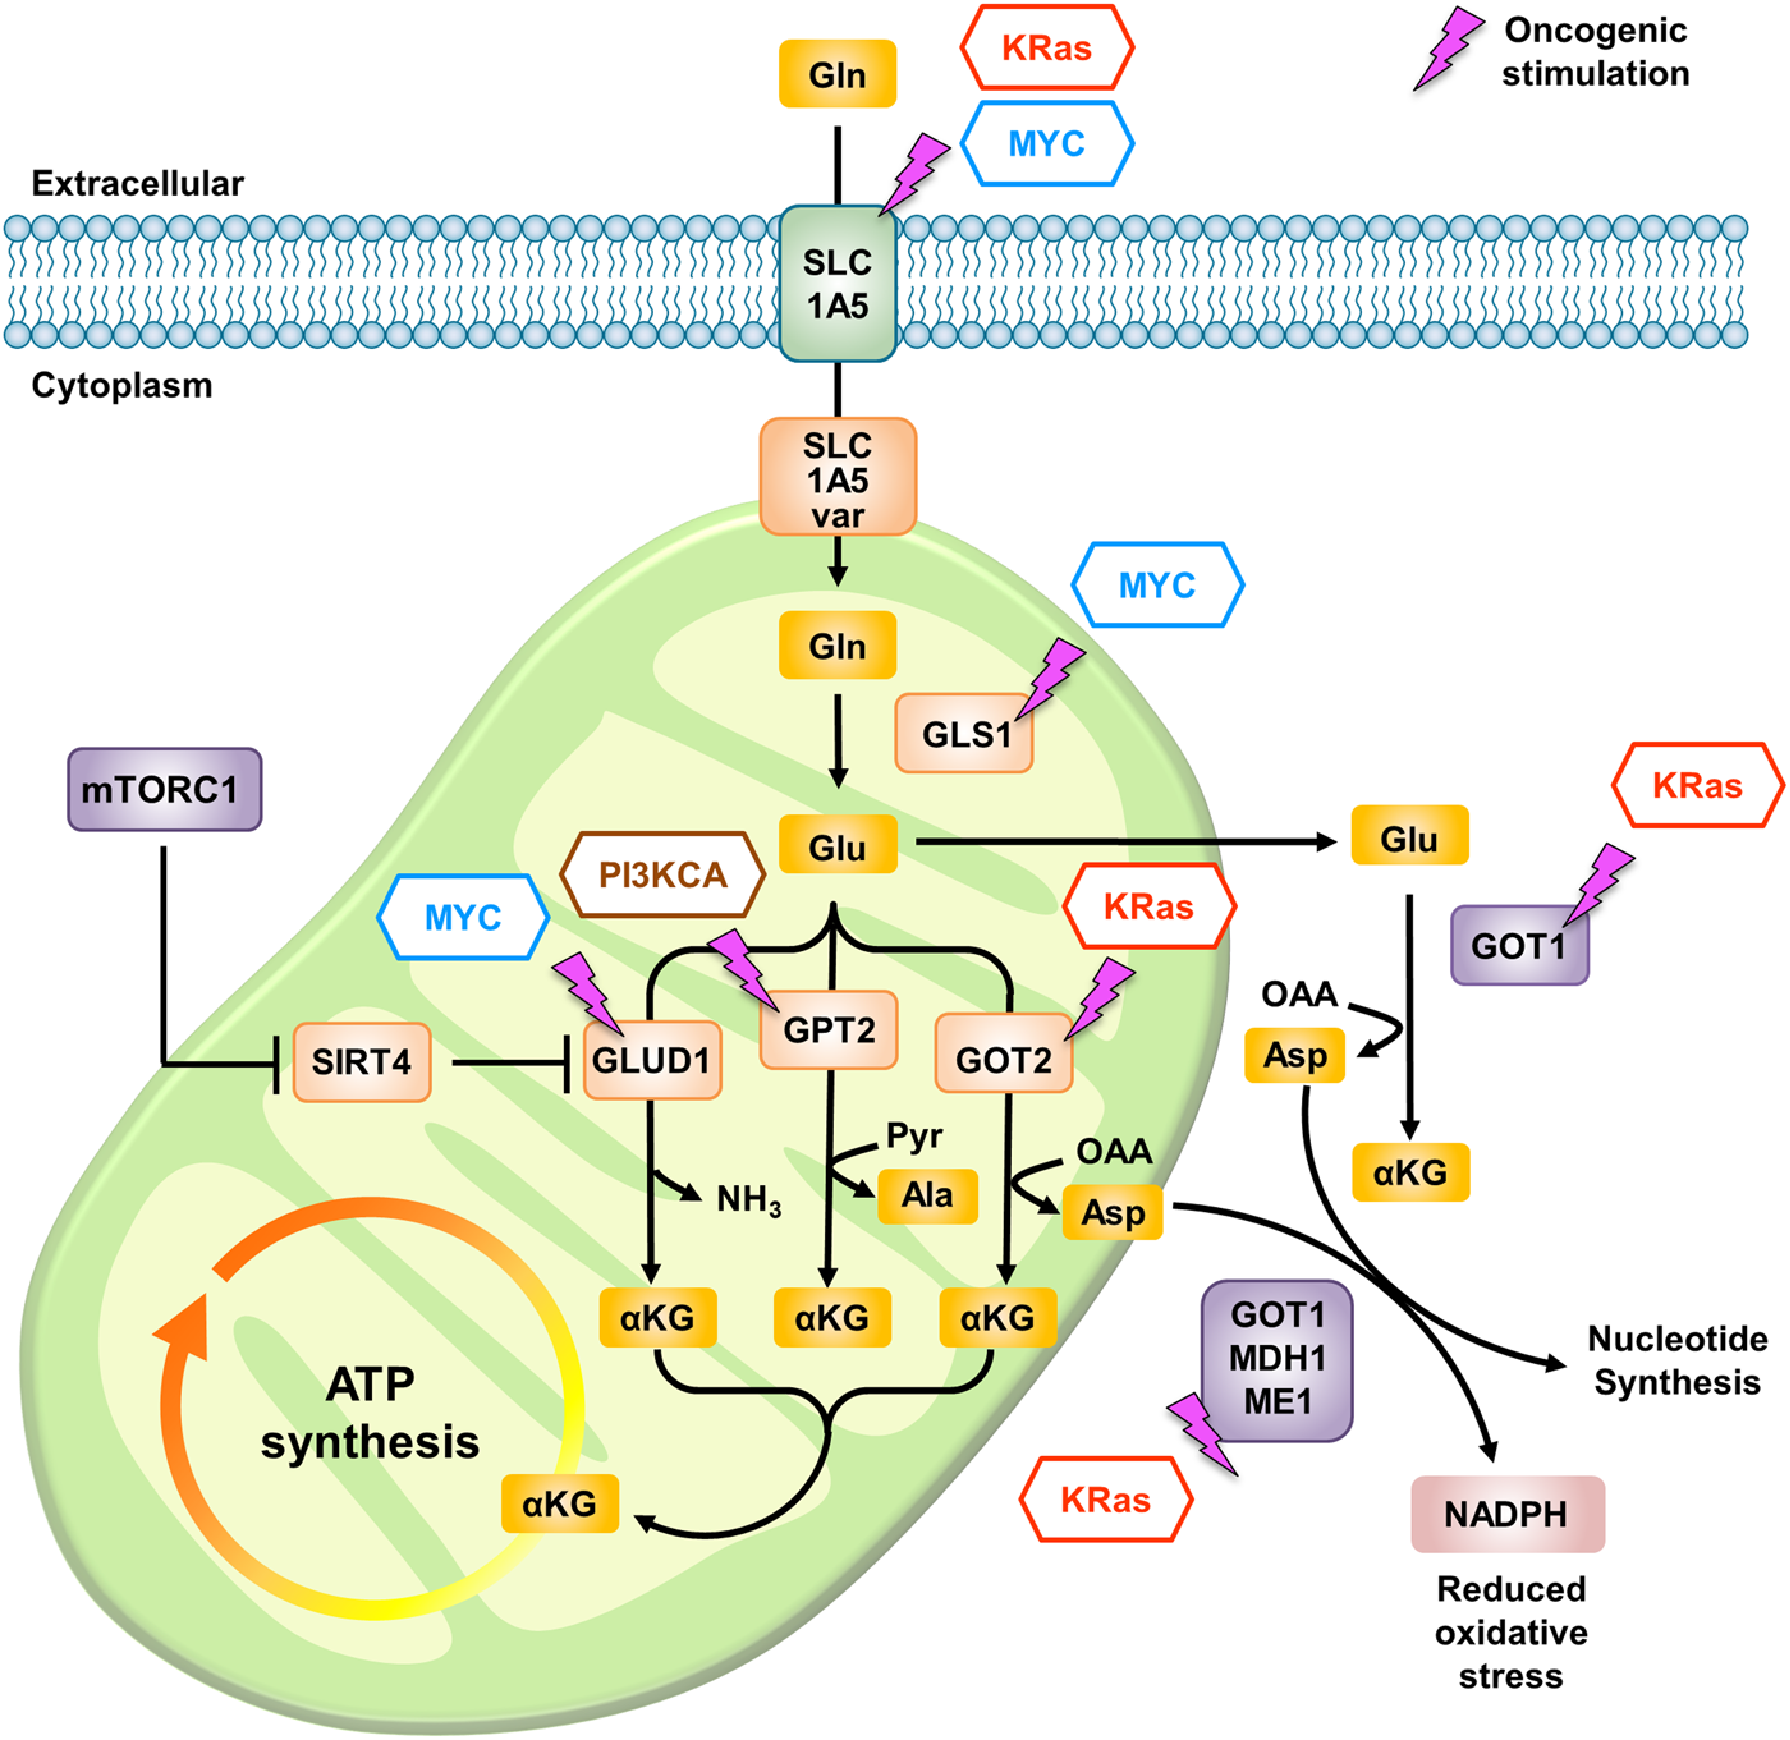 Gln
KRas
MYC
Oncogenic
stimulation
Extracellular
SLC
1A5
Cytoplasm
SLC
1A5
var
MYC
Gln
GLS1
mTORC1
KRas
Glu
Glu
PI3KCA
MYC
KRas
GOT1
OAA
Asp
SIRT4
GLUD1
GPT2
GOT2
Pyr
Ala
OAA
Asp
NH₃
αKG
αKG
αKG
αKG
GOT1
MDH1
ME1
Nucleotide
Synthesis
ATP
synthesis
αKG
KRas
NADPH
Reduced
oxidative
stress